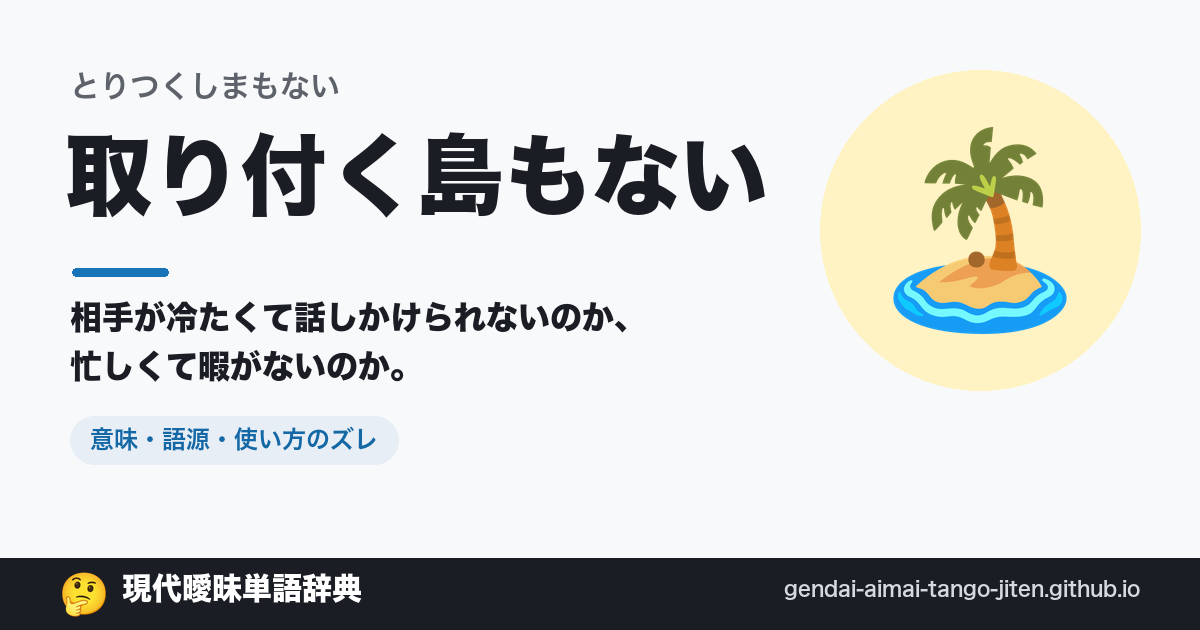 とりつくしまもない
取り付く島もない
相手が冷たくて話しかけられないのか、
忙しくて暇がないのか。
意味・語源・使い方のズレ
現代曖昧単語辞典
gendai-aimai-tango-jiten.github.io